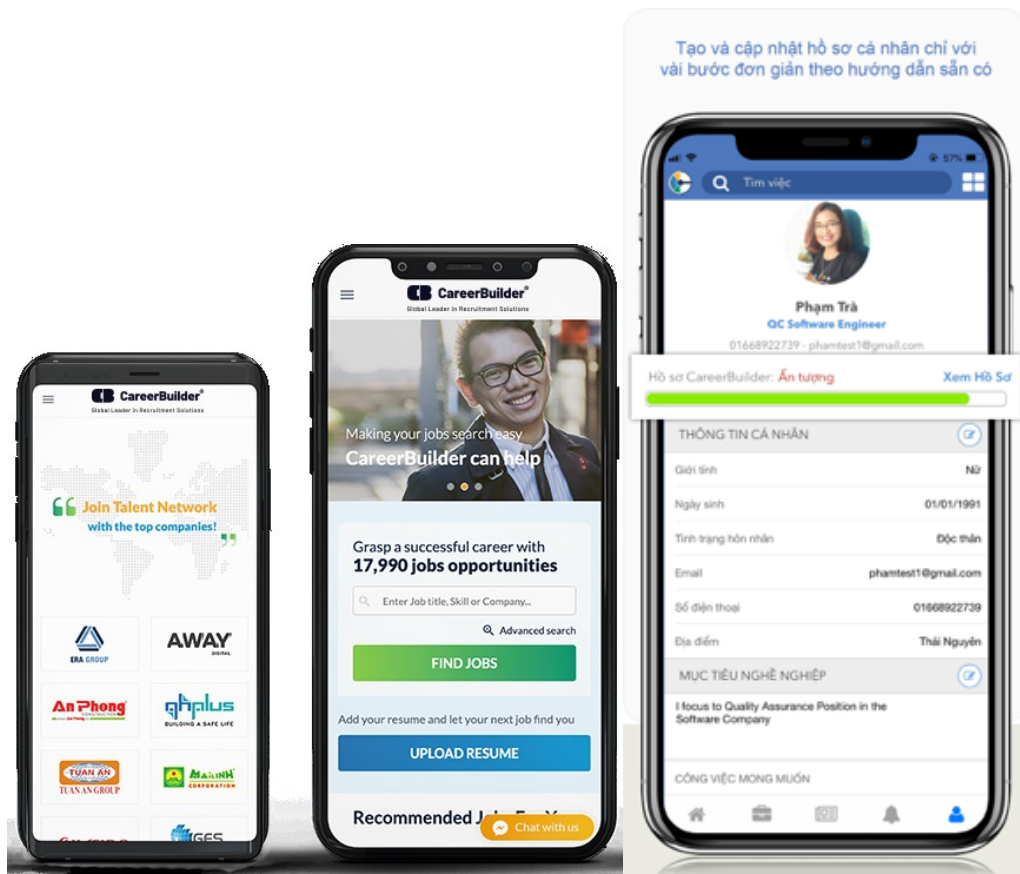 CareerBuilder®
Global Leader in Recruitment Solutions
Join Talent Network
with the top companies!
ERA GROUP
AWAY
DIGITAL
An Phong
CONSTRUCTION
qhplus
BUILDING A SAFE LIFE
TUAN AN
TUAN AN GROUP
MAILINH
CORPORATION
IGES
CareerBuilder®
Global Leader in Recruitment Solutions
Making your jobs search easy
CareerBuilder can help
Grasp a successful career with
17,990 jobs opportunities
Enter Job title, Skill or Company...
Advanced search
FIND JOBS
Add your resume and let your next job find you
UPLOAD RESUME
Recommended
Chat with us
Tạo và cập nhật hồ sơ cá nhân chỉ với
vài bước đơn giản theo hướng dẫn sẵn có
57%
Tìm việc
Phạm Trà
QC Software Engineer
01668922739 - phamtest1@gmail.com
Hồ sơ CareerBuilder: Ấn tượng
Xem Hồ Sơ
THÔNG TIN CÁ NHÂN
Giới tính Nữ
Ngày sinh 01/01/1991
Tình trạng hôn nhân Độc thân
Email phamtest1@gmail.com
Số điện thoại 01668922739
Địa điểm Thái Nguyên
MỤC TIÊU NGHỀ NGHIỆP
I focus to Quality Assurance Position in the
Software Company
CÔNG VIỆC MONG MUỐN